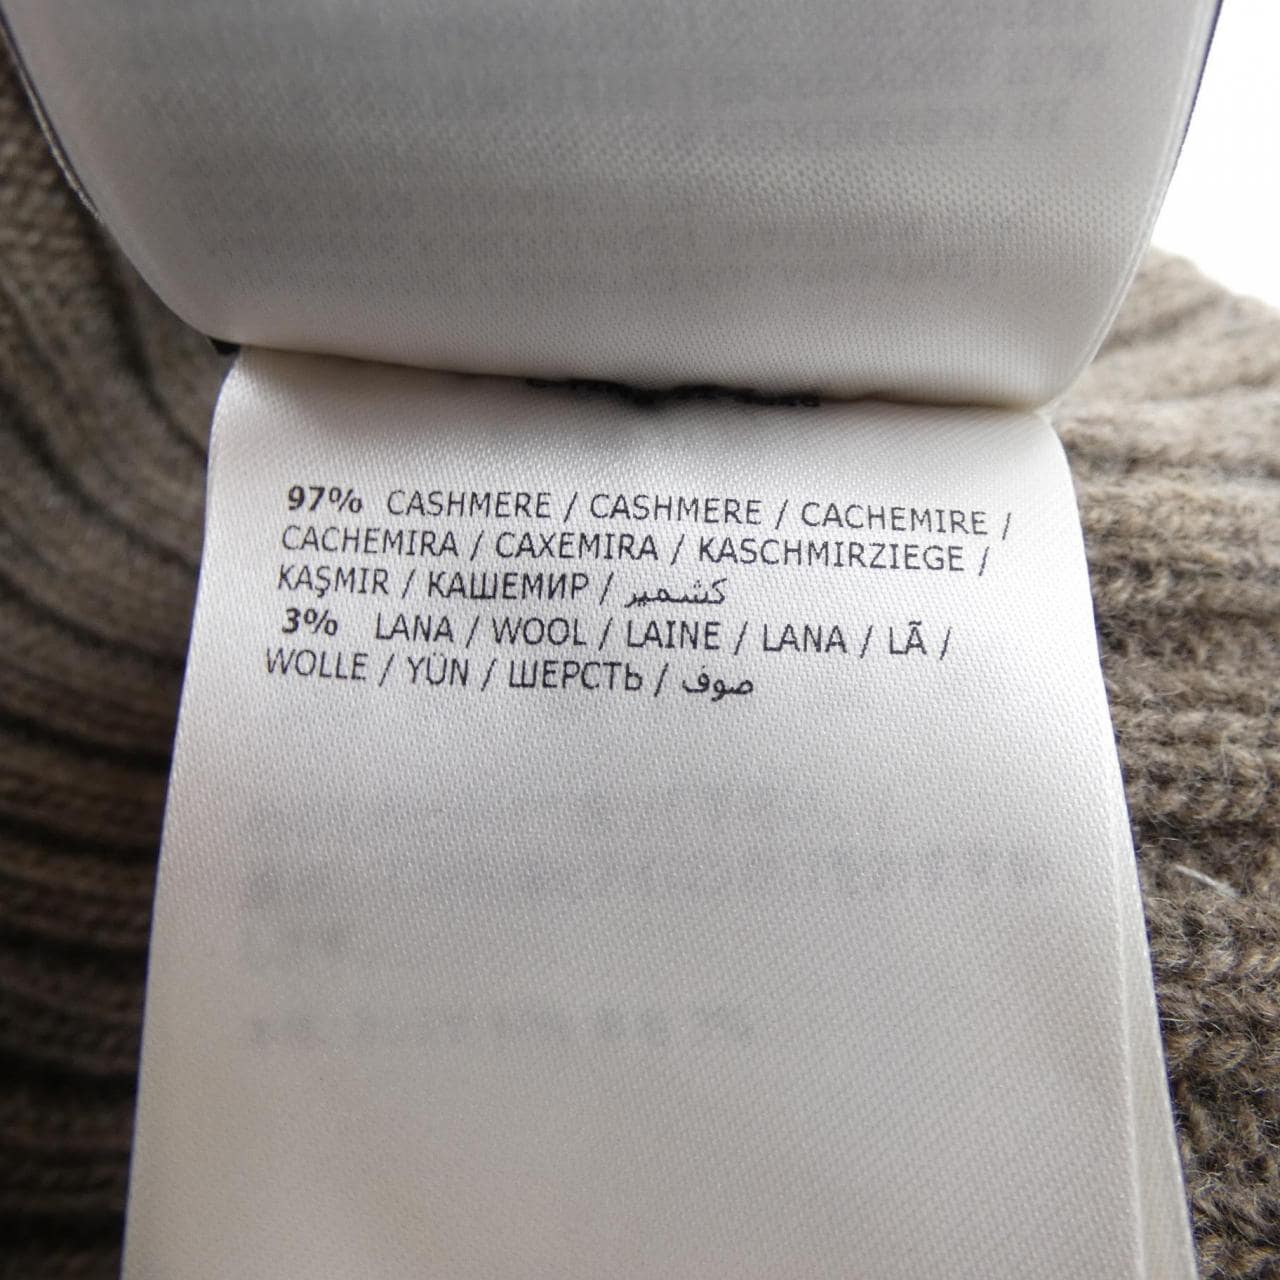 97% CASHMERE / CASHMERE / CACHEMIRE /
CACHEMIRA / CAXEMIRA / KASCHMIRZIEGE /
KAŞMIR / КАШЕМИР / كشمير
3% LANA / WOOL / LAINE / LANA / LÃ /
WOLLE / YÜN / ШЕРСТЬ / صوف